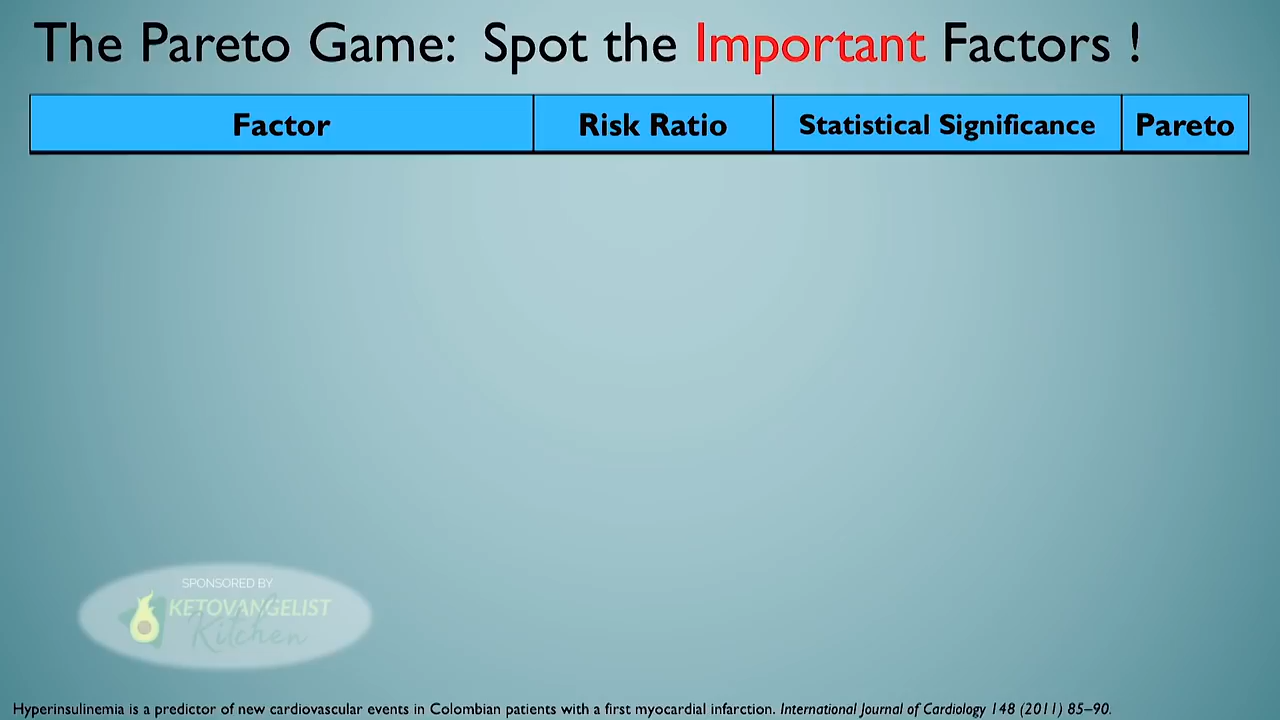 The Pareto Game: Spot the Important Factors !
Factor Risk Ratio Statistical Significance Pareto
SPONSORED BY
KETOVANGELIST
Kitchen
Hyperinsulinemia is a predictor of new cardiovascular events in Colombian patients with a first myocardial infarction. International Journal of Cardiology 148 (2011) 85–90.